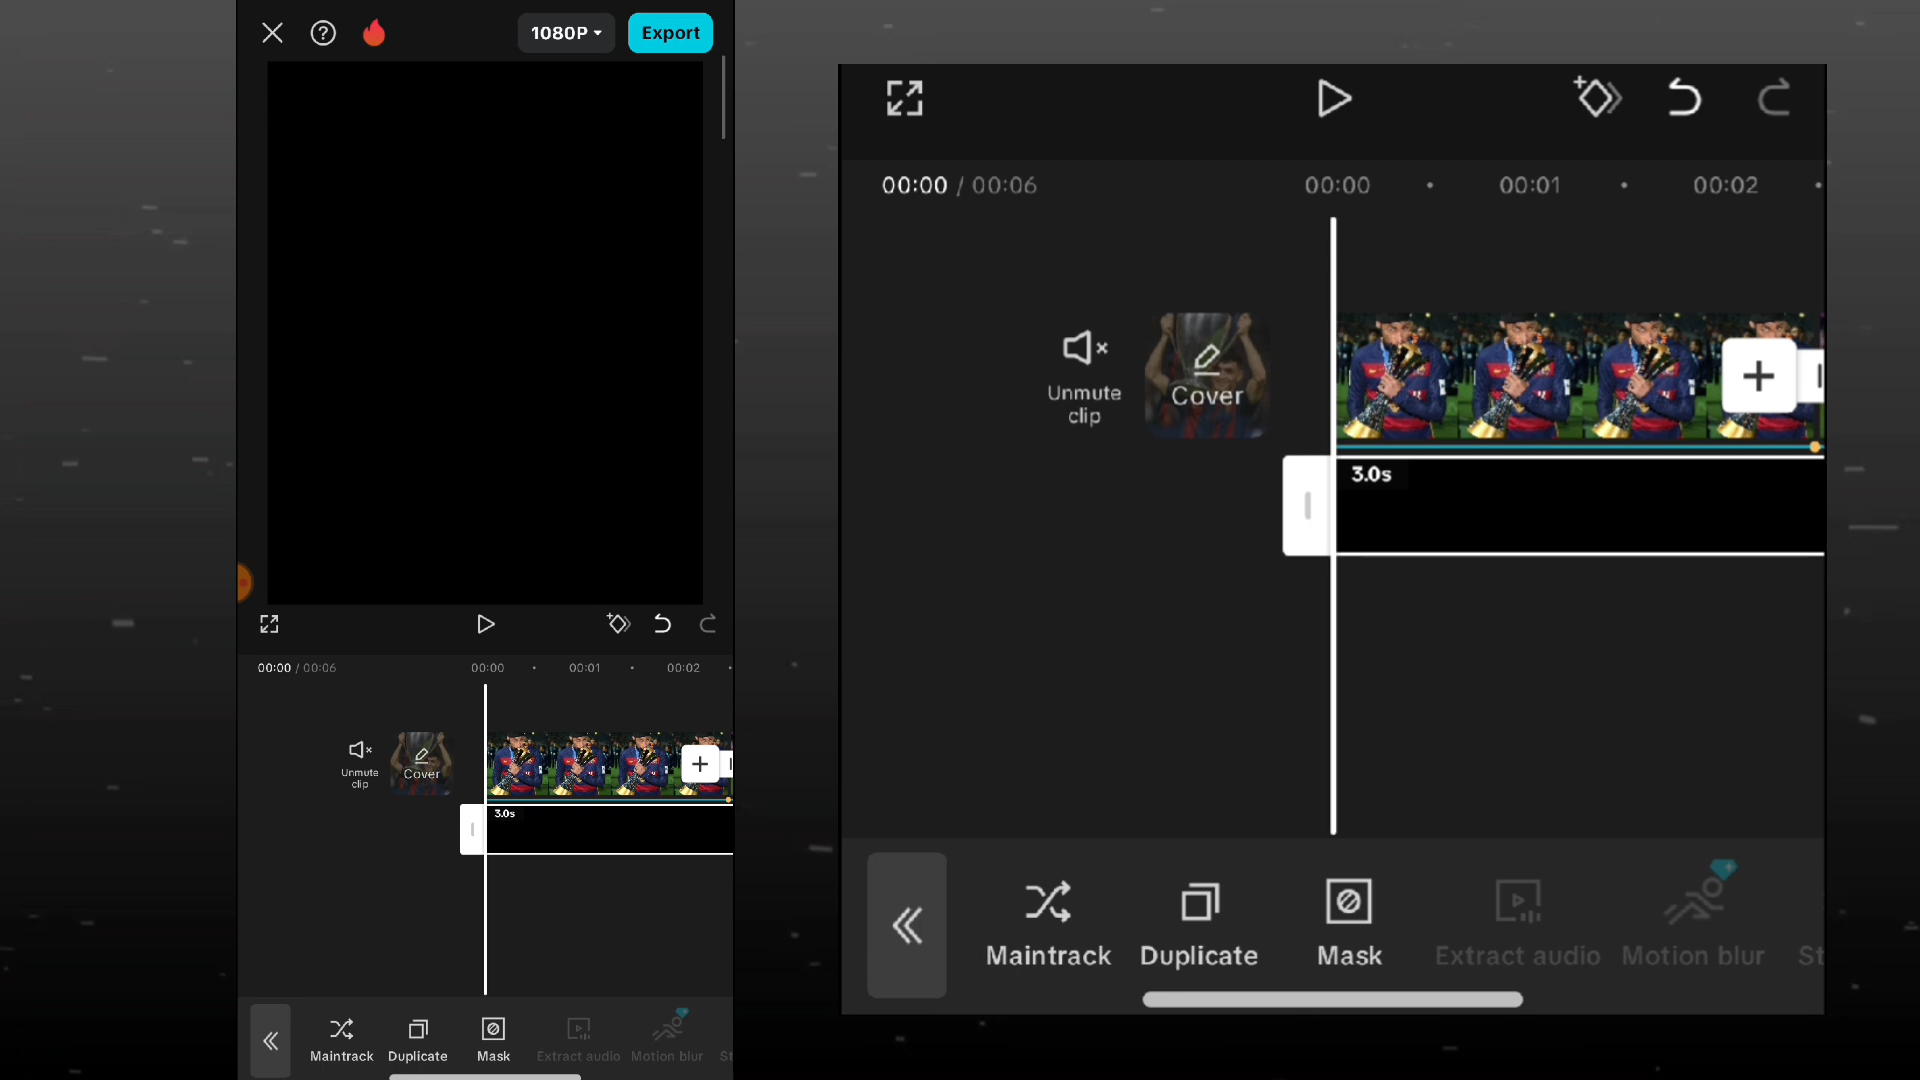 1080P
Export
00:00 / 00:06
00:00
00:01
00:02
Unmute
clip
Cover
3.0s
Maintrack
Duplicate
Mask
Extract audio
Motion blur
St
00:00 / 00:06
00:00
00:01
00:02
Unmute
clip
Cover
3.0s
Maintrack
Duplicate
Mask
Extract audio
Motion blur
St